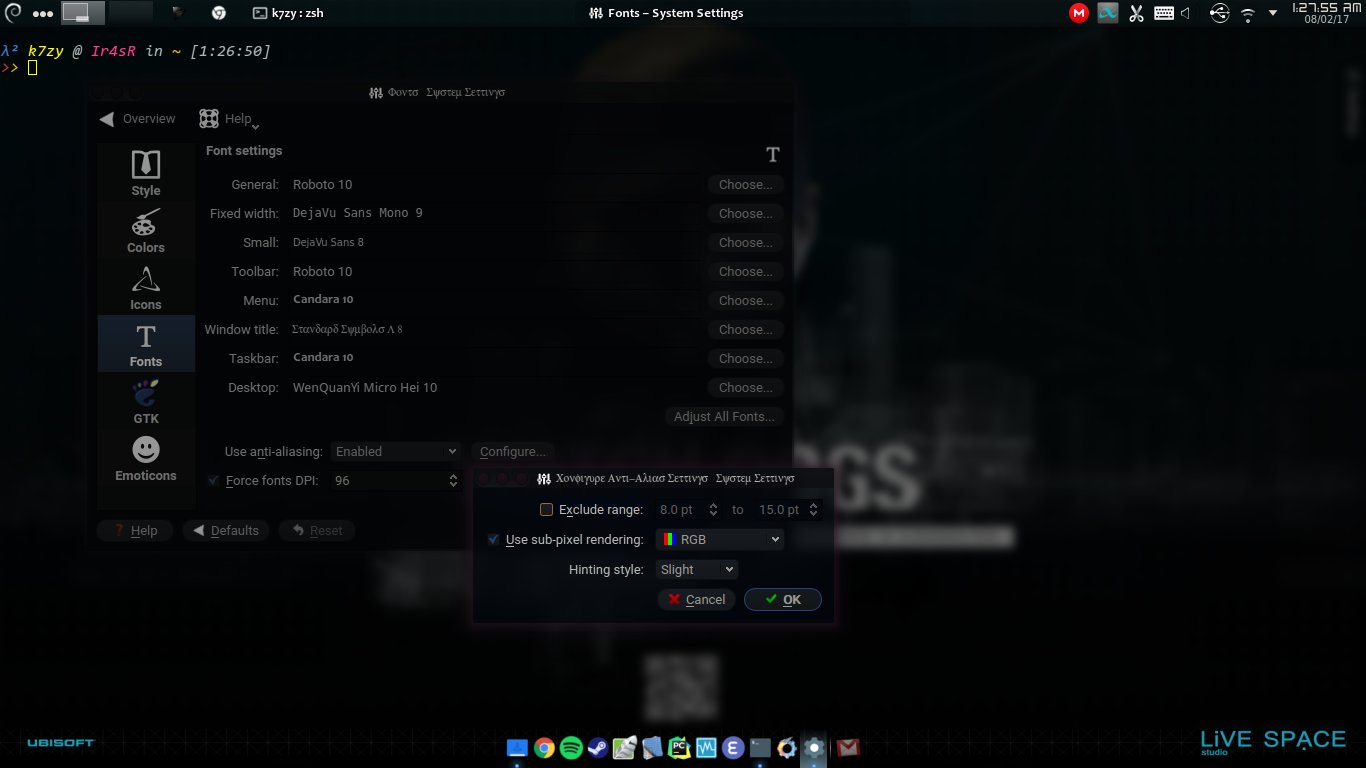 k7zy : zsh
Fonts – System Settings
1:27:55 AM
08/02/17
λ² k7zy @ Ir4sR in ~ [1:26:50]
>>
Φοντσ Σψστεμ Σεττινγσ
Overview
Help
Font settings
T
Style
General: Roboto 10 Choose...
Fixed width: DejaVu Sans Mono 9 Choose...
Colors
Small: DejaVu Sans 8 Choose...
Toolbar: Roboto 10 Choose...
Icons
Menu: Candara 10 Choose...
Window title: Στανδαρδ Σψμβολσ Λ 8 Choose...
Fonts
Taskbar: Candara 10 Choose...
Desktop: WenQuanYi Micro Hei 10 Choose...
GTK
Adjust All Fonts...
Use anti-aliasing: Enabled Configure...
Emoticons
Force fonts DPI: 96
Help Defaults Reset
GS
Χονφιγυρε Αντι–Αλιασ Σεττινγσ Σψστεμ Σεττινγσ
Exclude range: 8.0 pt to 15.0 pt
Use sub-pixel rendering: RGB
Hinting style: Slight
Cancel OK
UBISOFT
LiVE SPACE
studio